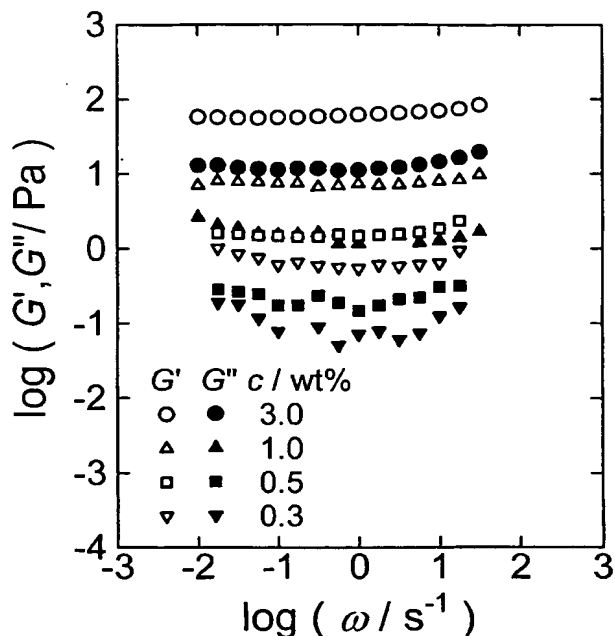 3
2
1
0
-1
-2
-3
-4
log ( G', G'' / Pa )
G' G'' c / wt%
○ ● 3.0
△ ▲ 1.0
□ ■ 0.5
▽ ▼ 0.3
-3 -2 -1 0 1 2 3
log ( ω / s⁻¹ )